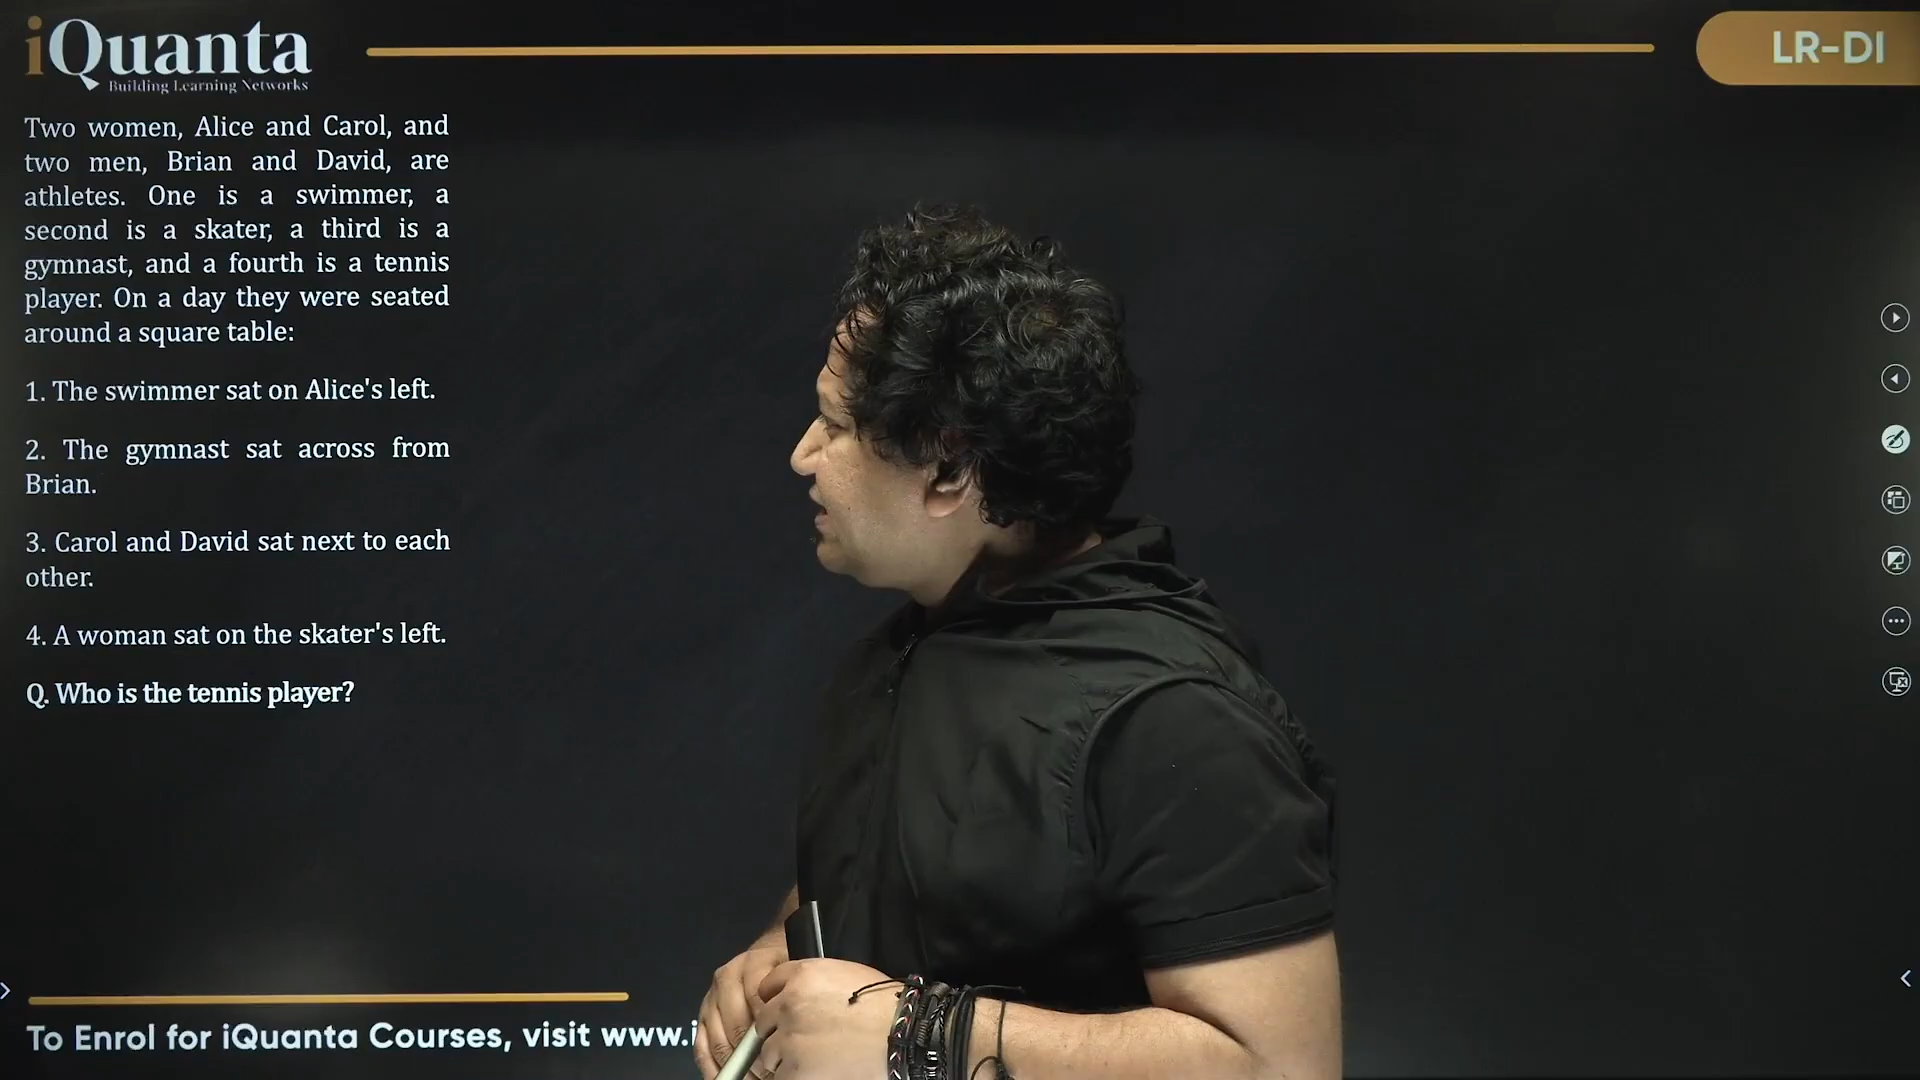 iQuanta
Building Learning Networks
LR-DI
Two women, Alice and Carol, and
two men, Brian and David, are
athletes. One is a swimmer, a
second is a skater, a third is a
gymnast, and a fourth is a tennis
player. On a day they were seated
around a square table:
1. The swimmer sat on Alice's left.
2. The gymnast sat across from
Brian.
3. Carol and David sat next to each
other.
4. A woman sat on the skater's left.
Q. Who is the tennis player?
To Enrol for iQuanta Courses, visit www.i